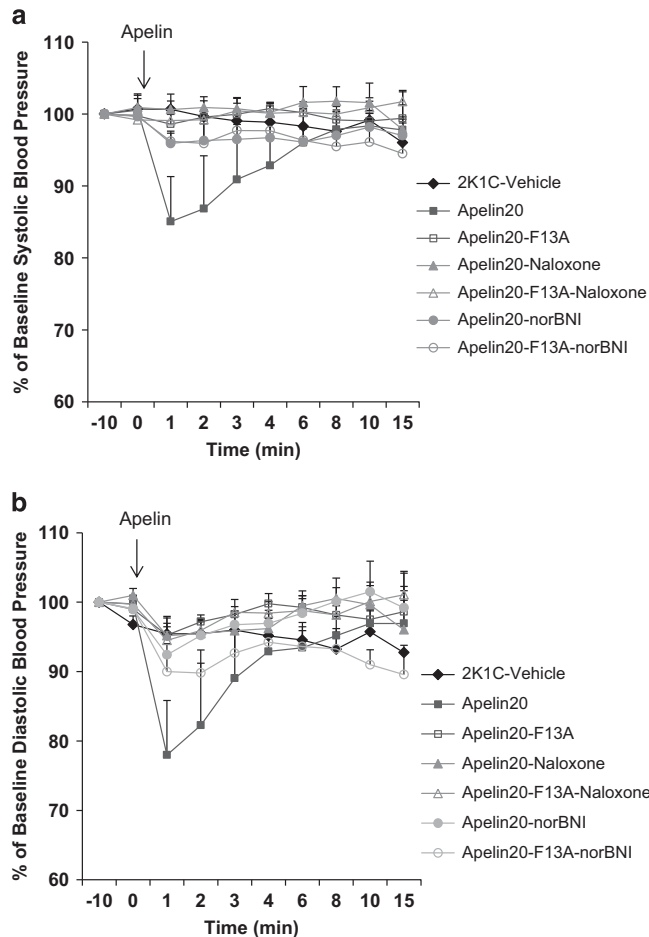 a
Apelin
% of Baseline Systolic Blood Pressure
110
100
90
80
70
60
-10 0 1 2 3 4 6 8 10 15
Time (min)
2K1C-Vehicle
Apelin20
Apelin20-F13A
Apelin20-Naloxone
Apelin20-F13A-Naloxone
Apelin20-norBNI
Apelin20-F13A-norBNI
b
Apelin
% of Baseline Diastolic Blood Pressure
110
100
90
80
70
60
-10 0 1 2 3 4 6 8 10 15
Time (min)
2K1C-Vehicle
Apelin20
Apelin20-F13A
Apelin20-Naloxone
Apelin20-F13A-Naloxone
Apelin20-norBNI
Apelin20-F13A-norBNI